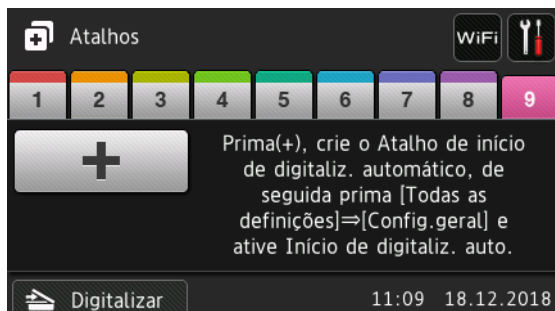 Atalhos
WiFi
1 2 3 4 5 6 7 8 9
Prima(+), crie o Atalho de início
de digitaliz. automático, de
seguida prima [Todas as
definições]⇒[Config.geral] e
ative Início de digitaliz. auto.
Digitalizar 11:09 18.12.2018